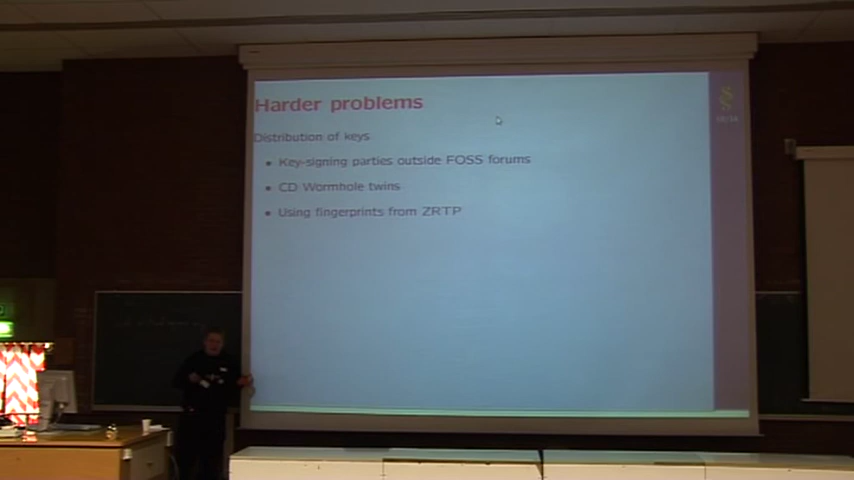 Harder problems
Distribution of keys
• Key-signing parties outside FOSS forums
• CD Wormhole twins
• Using fingerprints from ZRTP